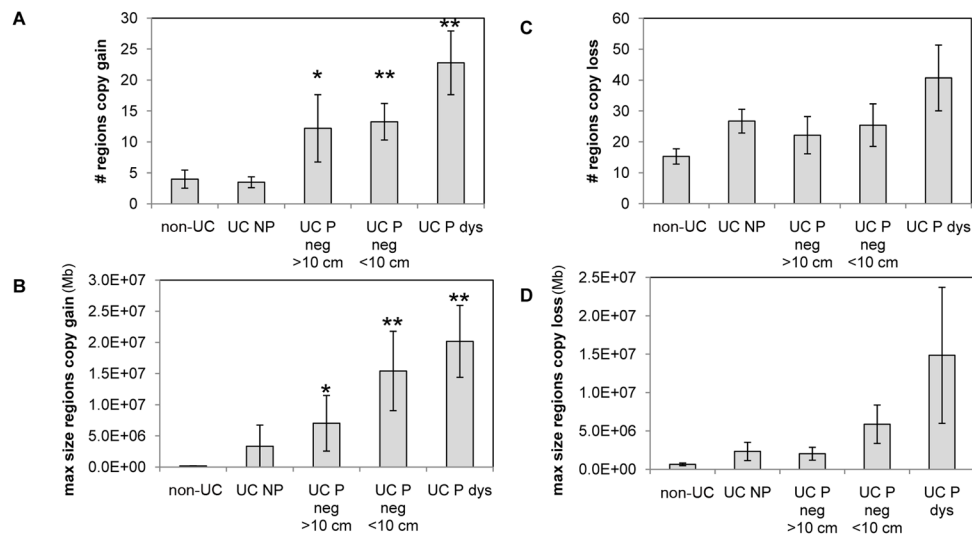 A
# regions copy gain
30
25
20
15
10
5
0
*
**
**
non-UC
UC NP
UC P
neg
>10 cm
UC P
neg
<10 cm
UC P dys
C
# regions copy loss
60
50
40
30
20
10
0
non-UC
UC NP
UC P
neg
>10 cm
UC P
neg
<10 cm
UC P dys
B
max size regions copy gain (Mb)
3.0E+07
2.5E+07
2.0E+07
1.5E+07
1.0E+07
5.0E+06
0.0E+00
*
**
**
non-UC
UC NP
UC P
neg
>10 cm
UC P
neg
<10 cm
UC P dys
D
max size regions copy loss (Mb)
2.5E+07
2.0E+07
1.5E+07
1.0E+07
5.0E+06
0.0E+00
non-UC
UC NP
UC P
neg
>10 cm
UC P
neg
<10 cm
UC P
dys